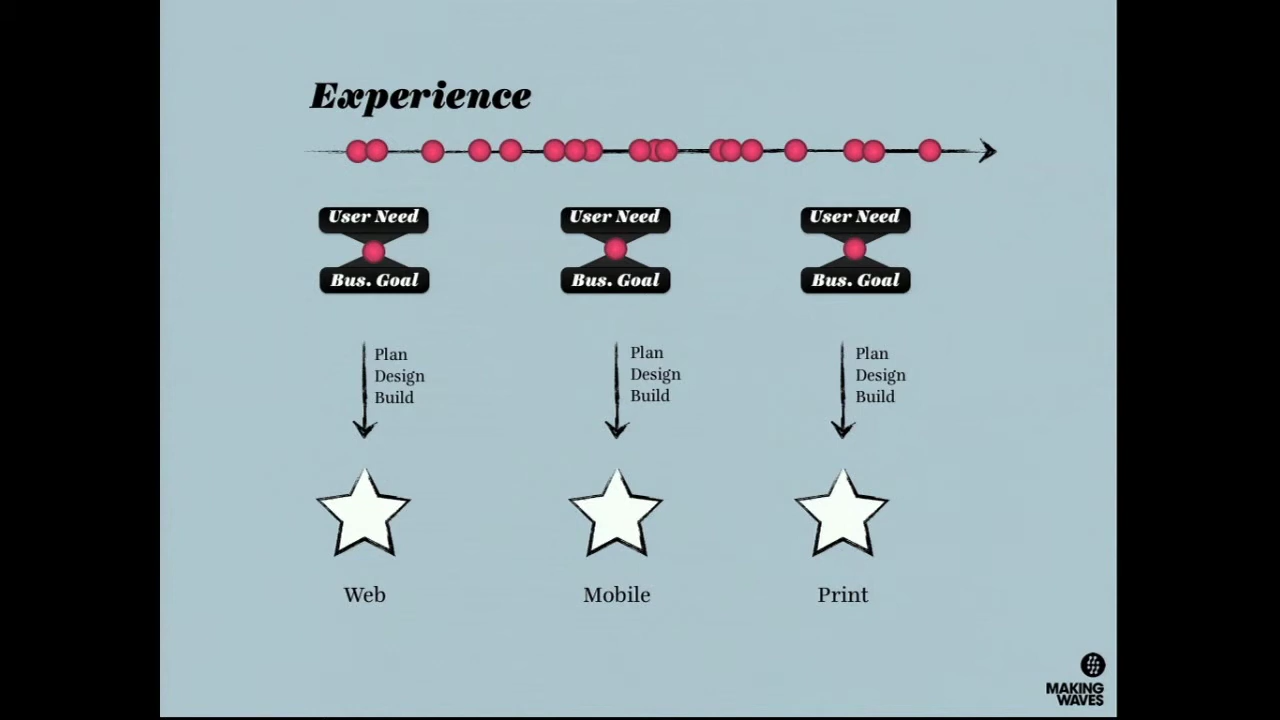 Experience
User Need
User Need
User Need
Bus. Goal
Bus. Goal
Bus. Goal
Plan
Design
Build
Plan
Design
Build
Plan
Design
Build
Web
Mobile
Print
MAKING
WAVES